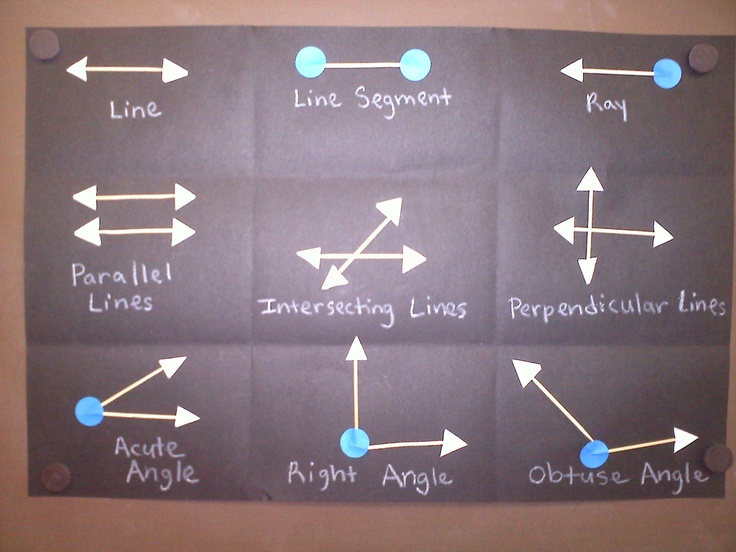 Line
Line Segment
Ray
Parallel
Lines
Intersecting Lines
Perpendicular Lines
Acute
Angle
Right Angle
Obtuse Angle